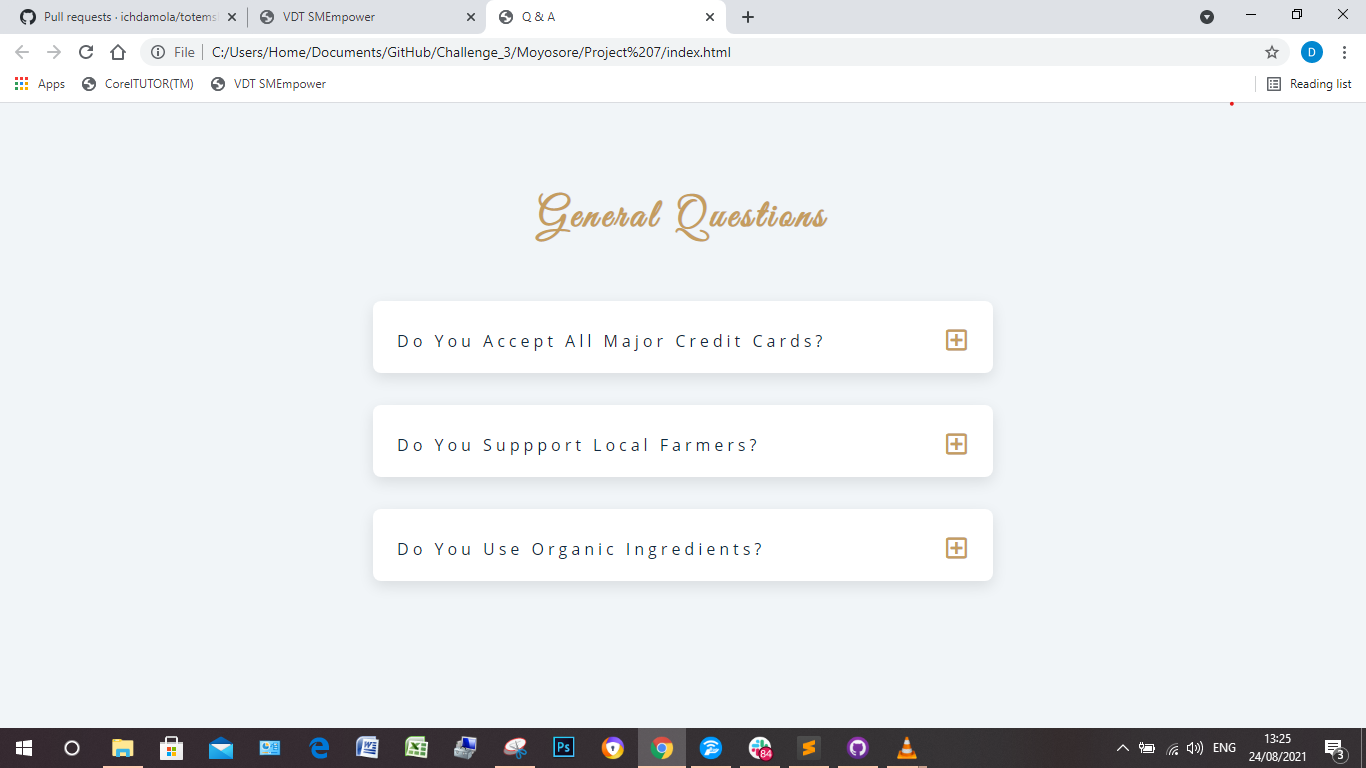 Pull requests · ichdamola/totems
VDT SMEmpower
Q & A
File
C:/Users/Home/Documents/GitHub/Challenge_3/Moyosore/Project%207/index.html
D
Apps
CorelTUTOR(TM)
VDT SMEmpower
Reading list
General Questions
Do You Accept All Major Credit Cards?
Do You Suppport Local Farmers?
Do You Use Organic Ingredients?
Ps
84
ENG
13:25
24/08/2021
3